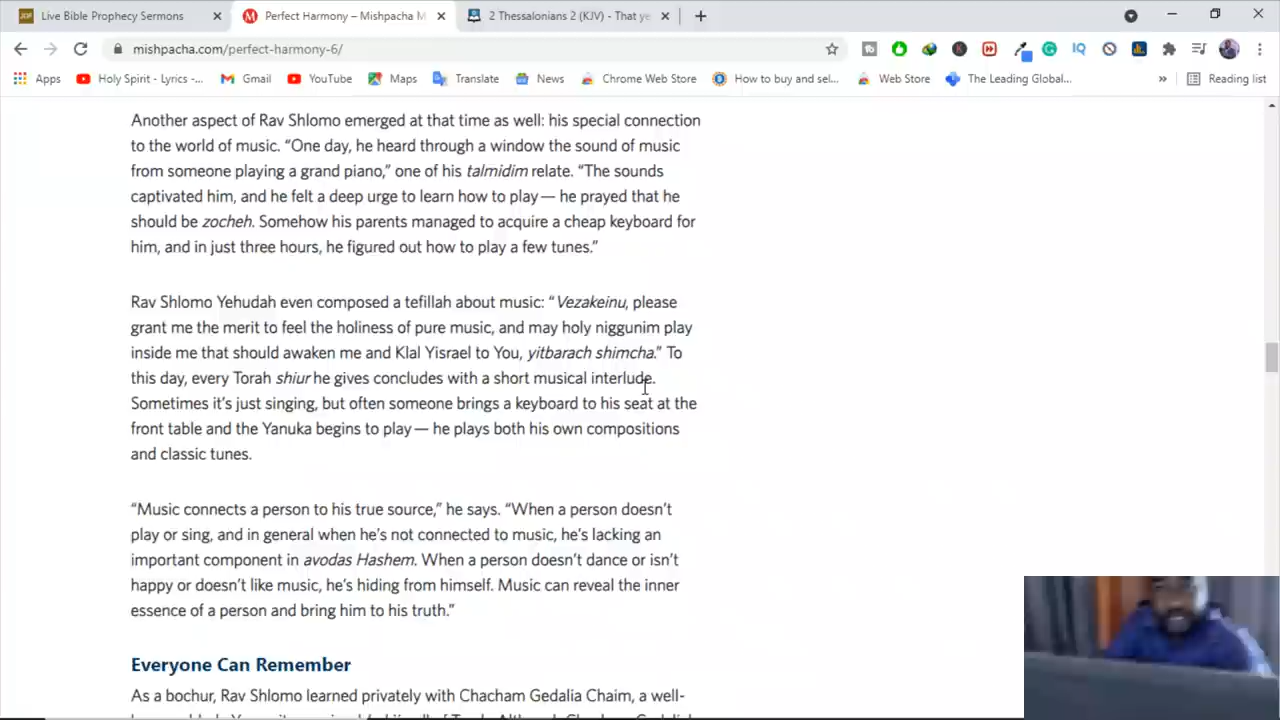 Live Bible Prophecy Sermons
Perfect Harmony – Mishpacha M
2 Thessalonians 2 (KJV) - That ye
mishpacha.com/perfect-harmony-6/
Apps
Holy Spirit - Lyrics -...
Gmail
YouTube
Maps
Translate
News
Chrome Web Store
How to buy and sel...
Web Store
The Leading Global...
»
Reading list
Another aspect of Rav Shlomo emerged at that time as well: his special connection
to the world of music. “One day, he heard through a window the sound of music
from someone playing a grand piano,” one of his talmidim relate. “The sounds
captivated him, and he felt a deep urge to learn how to play — he prayed that he
should be zocheh. Somehow his parents managed to acquire a cheap keyboard for
him, and in just three hours, he figured out how to play a few tunes.”
Rav Shlomo Yehudah even composed a tefillah about music: “Vezakeinu, please
grant me the merit to feel the holiness of pure music, and may holy niggunim play
inside me that should awaken me and Klal Yisrael to You, yitbarach shimcha.” To
this day, every Torah shiur he gives concludes with a short musical interlude.
Sometimes it’s just singing, but often someone brings a keyboard to his seat at the
front table and the Yanuka begins to play — he plays both his own compositions
and classic tunes.
“Music connects a person to his true source,” he says. “When a person doesn’t
play or sing, and in general when he’s not connected to music, he’s lacking an
important component in avodas Hashem. When a person doesn’t dance or isn’t
happy or doesn’t like music, he’s hiding from himself. Music can reveal the inner
essence of a person and bring him to his truth.”
Everyone Can Remember
As a bochur, Rav Shlomo learned privately with Chacham Gedalia Chaim, a well-